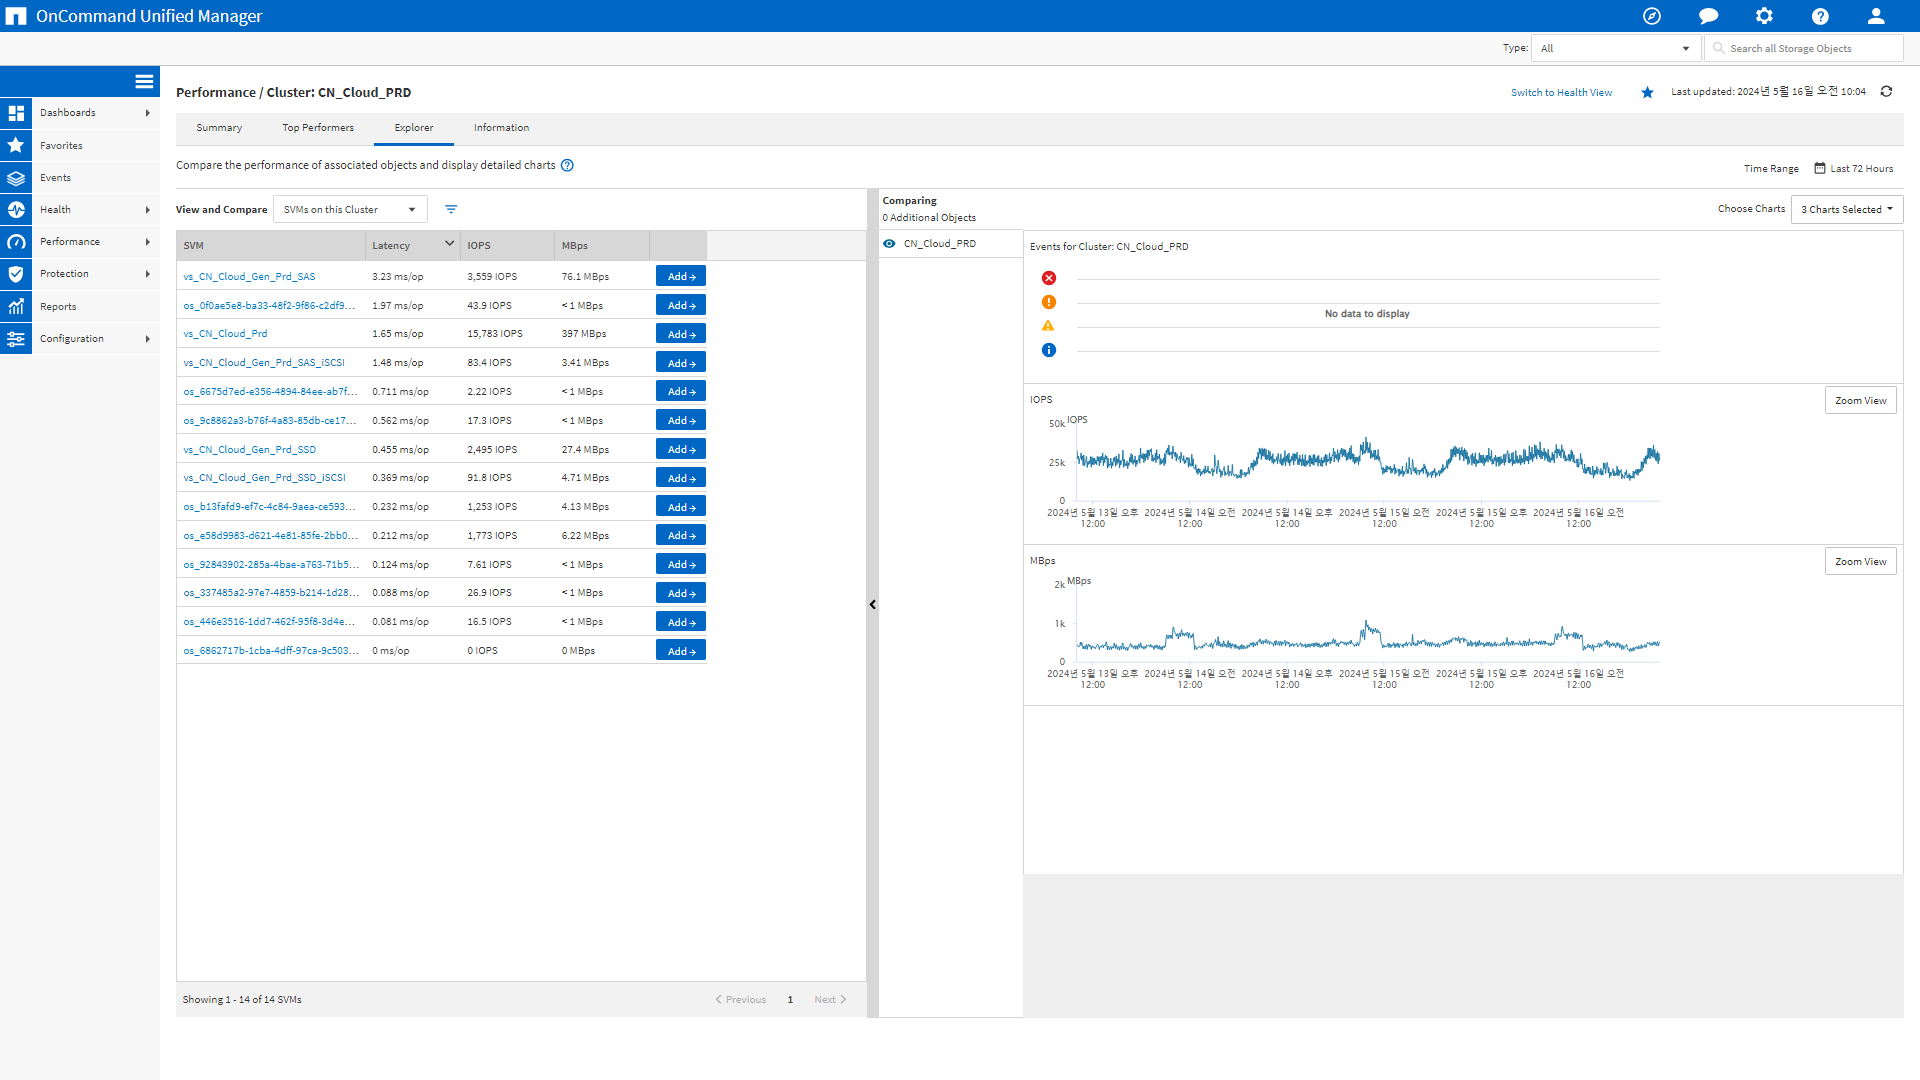 OnCommand Unified Manager
Type: All
Search all Storage Objects
Dashboards
Favorites
Events
Health
Performance
Protection
Reports
Configuration
Performance / Cluster: CN_Cloud_PRD
Switch to Health View
Last updated: 2024년 5월 16일 오전 10:04
Summary Top Performers Explorer Information
Compare the performance of associated objects and display detailed charts
Time Range Last 72 Hours
View and Compare SVMs on this Cluster
SVM Latency IOPS MBps
vs_CN_Cloud_Gen_Prd_SAS 3.23 ms/op 3,559 IOPS 76.1 MBps Add
os_0f0ae5e8-ba33-48f2-9f86-c2df9... 1.97 ms/op 43.9 IOPS < 1 MBps Add
vs_CN_Cloud_Prd 1.65 ms/op 15,783 IOPS 397 MBps Add
vs_CN_Cloud_Gen_Prd_SAS_iSCSI 1.48 ms/op 83.4 IOPS 3.41 MBps Add
os_6675d7ed-e356-4894-84ee-ab7f... 0.711 ms/op 2.22 IOPS < 1 MBps Add
os_9c8862a3-b76f-4a83-85db-ce17... 0.562 ms/op 17.3 IOPS < 1 MBps Add
vs_CN_Cloud_Gen_Prd_SSD 0.455 ms/op 2,495 IOPS 27.4 MBps Add
vs_CN_Cloud_Gen_Prd_SSD_iSCSI 0.369 ms/op 91.8 IOPS 4.71 MBps Add
os_b13fafd9-ef7c-4c84-9aea-ce593... 0.232 ms/op 1,253 IOPS 4.13 MBps Add
os_e58d9983-d621-4e81-85fe-2bb0... 0.212 ms/op 1,773 IOPS 6.22 MBps Add
os_92843902-285a-4bae-a763-71b5... 0.124 ms/op 7.61 IOPS < 1 MBps Add
os_337485a2-97e7-4859-b214-1d28... 0.088 ms/op 26.9 IOPS < 1 MBps Add
os_446e3516-1dd7-462f-95f8-3d4e... 0.081 ms/op 16.5 IOPS < 1 MBps Add
os_6862717b-1cba-4dff-97ca-9c503... 0 ms/op 0 IOPS 0 MBps Add
Showing 1 - 14 of 14 SVMs
Previous 1 Next
Comparing
0 Additional Objects
CN_Cloud_PRD
Choose Charts 3 Charts Selected
Events for Cluster: CN_Cloud_PRD
No data to display
IOPS
Zoom View
50k IOPS
25k
0
2024년 5월 13일 오후 2024년 5월 14일 오전 2024년 5월 14일 오후 2024년 5월 15일 오전 2024년 5월 15일 오후 2024년 5월 16일 오전
12:00 12:00 12:00 12:00 12:00 12:00
MBps
Zoom View
2k MBps
1k
0
2024년 5월 13일 오후 2024년 5월 14일 오전 2024년 5월 14일 오후 2024년 5월 15일 오전 2024년 5월 15일 오후 2024년 5월 16일 오전
12:00 12:00 12:00 12:00 12:00 12:00